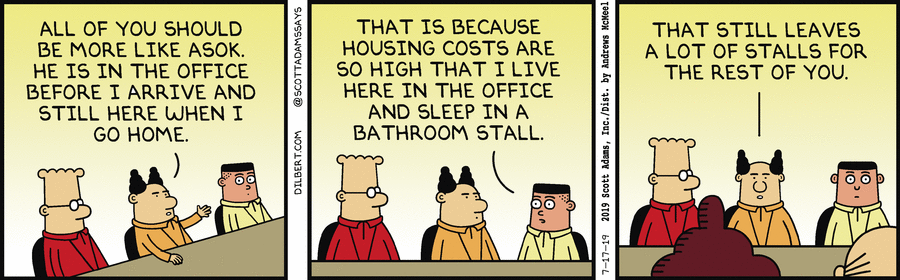 ALL OF YOU SHOULD
BE MORE LIKE ASOK.
HE IS IN THE OFFICE
BEFORE I ARRIVE AND
STILL HERE WHEN I
GO HOME.
DILBERT.COM @SCOTTADAMSSAYS
THAT IS BECAUSE
HOUSING COSTS ARE
SO HIGH THAT I LIVE
HERE IN THE OFFICE
AND SLEEP IN A
BATHROOM STALL.
7-17-19 2019 Scott Adams, Inc./Dist. by Andrews McMeel
THAT STILL LEAVES
A LOT OF STALLS FOR
THE REST OF YOU.